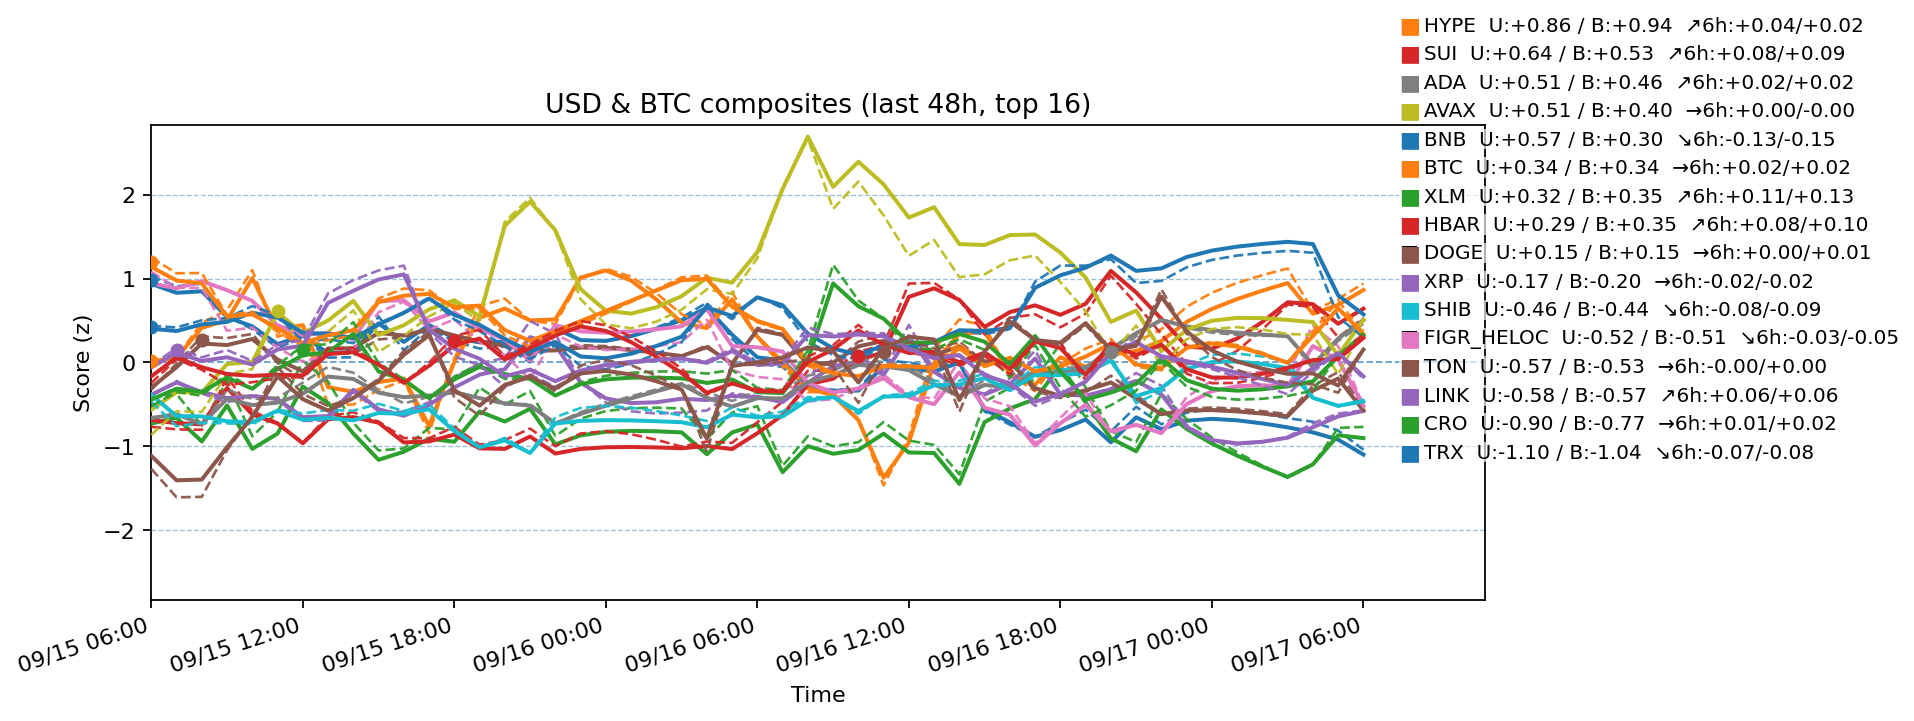 HYPE  U:+0.86 / B:+0.94  ↗6h:+0.04/+0.02
SUI  U:+0.64 / B:+0.53  ↗6h:+0.08/+0.09
ADA  U:+0.51 / B:+0.46  ↗6h:+0.02/+0.02
AVAX  U:+0.51 / B:+0.40  →6h:+0.00/-0.00
BNB  U:+0.57 / B:+0.30  ↘6h:-0.13/-0.15
BTC  U:+0.34 / B:+0.34  →6h:+0.02/+0.02
XLM  U:+0.32 / B:+0.35  ↗6h:+0.11/+0.13
HBAR  U:+0.29 / B:+0.35  ↗6h:+0.08/+0.10
DOGE  U:+0.15 / B:+0.15  →6h:+0.00/+0.01
XRP  U:-0.17 / B:-0.20  →6h:-0.02/-0.02
SHIB  U:-0.46 / B:-0.44  ↘6h:-0.08/-0.09
FIGR_HELOC  U:-0.52 / B:-0.51  ↘6h:-0.03/-0.05
TON  U:-0.57 / B:-0.53  →6h:-0.00/+0.00
LINK  U:-0.58 / B:-0.57  ↗6h:+0.06/+0.06
CRO  U:-0.90 / B:-0.77  →6h:+0.01/+0.02
TRX  U:-1.10 / B:-1.04  ↘6h:-0.07/-0.08
USD & BTC composites (last 48h, top 16)
Score (z)
2
1
0
−1
−2
09/15 06:00
09/15 12:00
09/15 18:00
09/16 00:00
09/16 06:00
09/16 12:00
09/16 18:00
09/17 00:00
09/17 06:00
Time